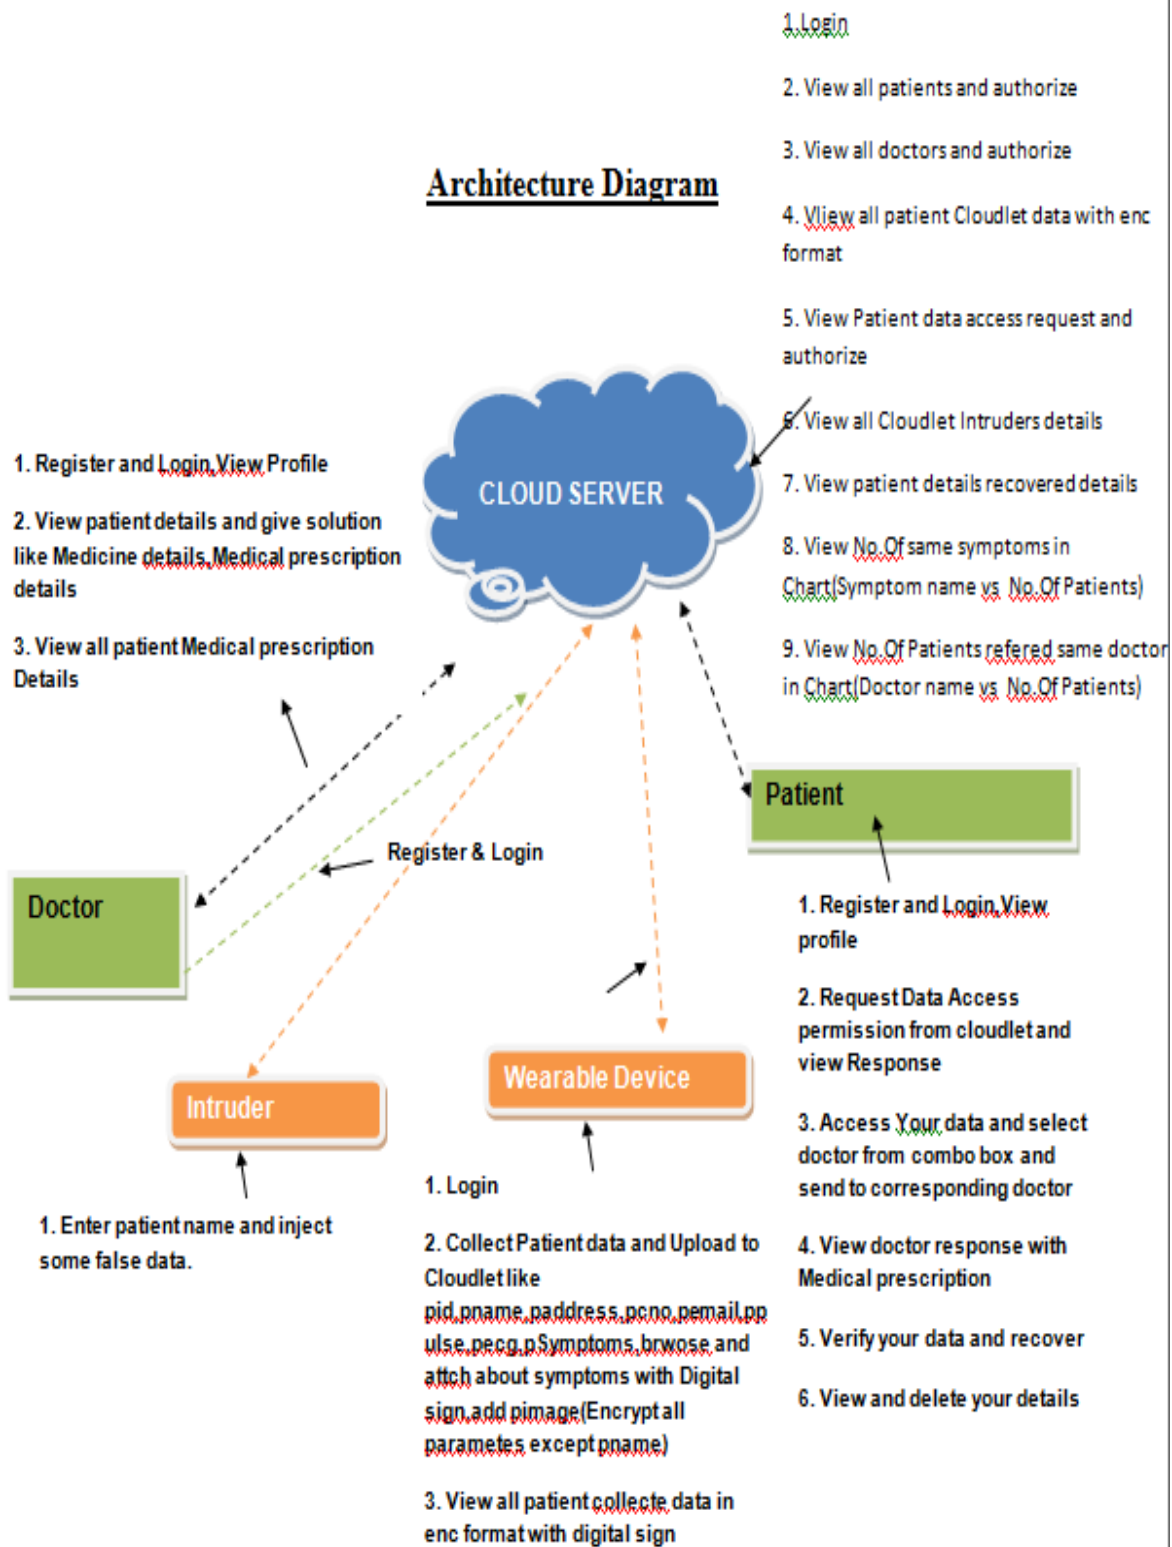 1.Login
2. View all patients and authorize
3. View all doctors and authorize
Architecture Diagram
4. Vliew all patient Cloudlet data with enc
format
5. View Patient data access request and
authorize
6. View all Cloudlet Intruders details
7. View patient details recovered details
8. View No.Of same symptoms in
Chart(Symptom name vs No.Of Patients)
9. View No.Of Patients refered same doctor
in Chart(Doctor name vs No.Of Patients)
CLOUD SERVER
1. Register and Login,View Profile
2. View patient details and give solution
like Medicine details,Medical prescription
details
3. View all patient Medical prescription
Details
Patient
Register & Login
Doctor
1. Register and Login,View
profile
2. Request Data Access
permission from cloudlet and
view Response
3. Access Your data and select
doctor from combo box and
send to corresponding doctor
4. View doctor response with
Medical prescription
5. Verify your data and recover
6. View and delete your details
Wearable Device
Intruder
1. Enter patient name and inject
some false data.
1. Login
2. Collect Patient data and Upload to
Cloudlet like
pid,pname,paddress,pcno,pemail,pp
ulse,pecg,pSymptoms,brwose and
attch about symptoms with Digital
sign,add pimage(Encrypt all
parametes except pname)
3. View all patient collecte data in
enc format with digital sign